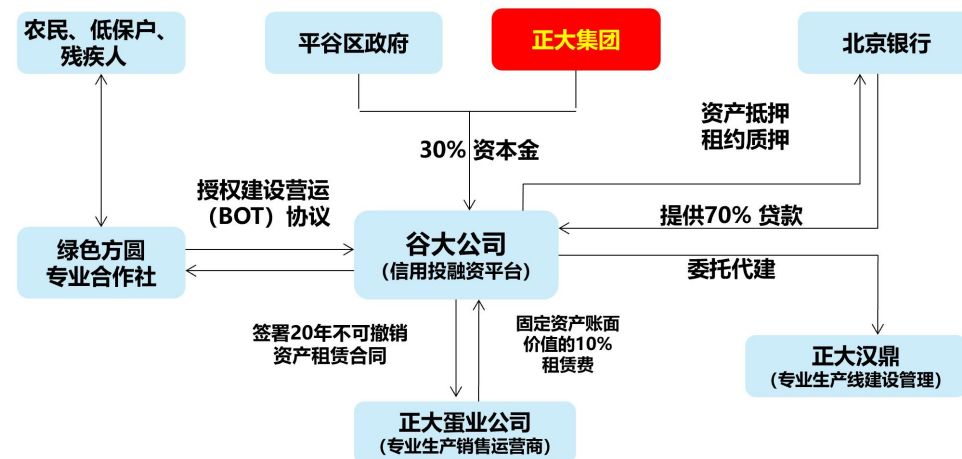 农民、低保户、
残疾人
平谷区政府
正大集团
北京银行
资产抵押
租约质押
30% 资本金
授权建设营运
（BOT）协议
提供70% 贷款
绿色方圆
专业合作社
谷大公司
（信用投融资平台）
委托代建
签署20年不可撤销
资产租赁合同
固定资产账面
价值的10%
租赁费
正大汉鼎
（专业生产线建设管理）
正大蛋业公司
（专业生产销售运营商）